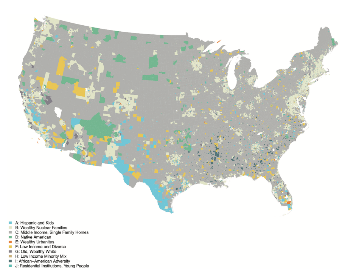 A: Hispanic and Kids
B: Wealthy Nuclear Families
C: Middle Income, Single Family Homes
D: Native American
E: Wealthy Urbanites
F: Low Income and Diverse
G: Old, Wealthy White
H: Low Income Minority Mix
I: African-American Adversity
J: Residential Institutions, Young People